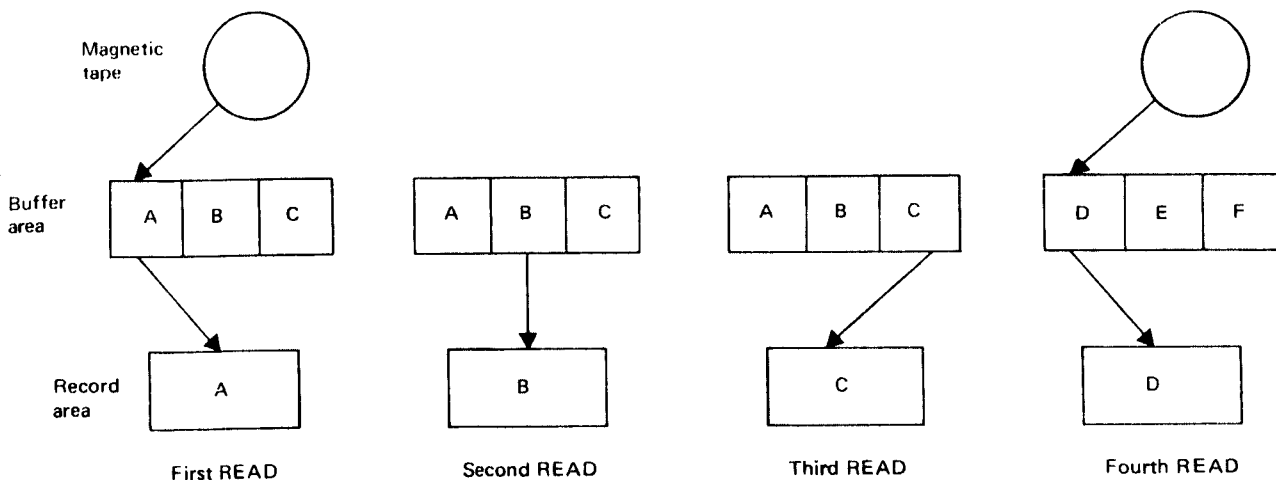 Magnetic
tape
Buffer
area
A B C
A B C
A B C
D E F
Record
area
A
B
C
D
First READ
Second READ
Third READ
Fourth READ